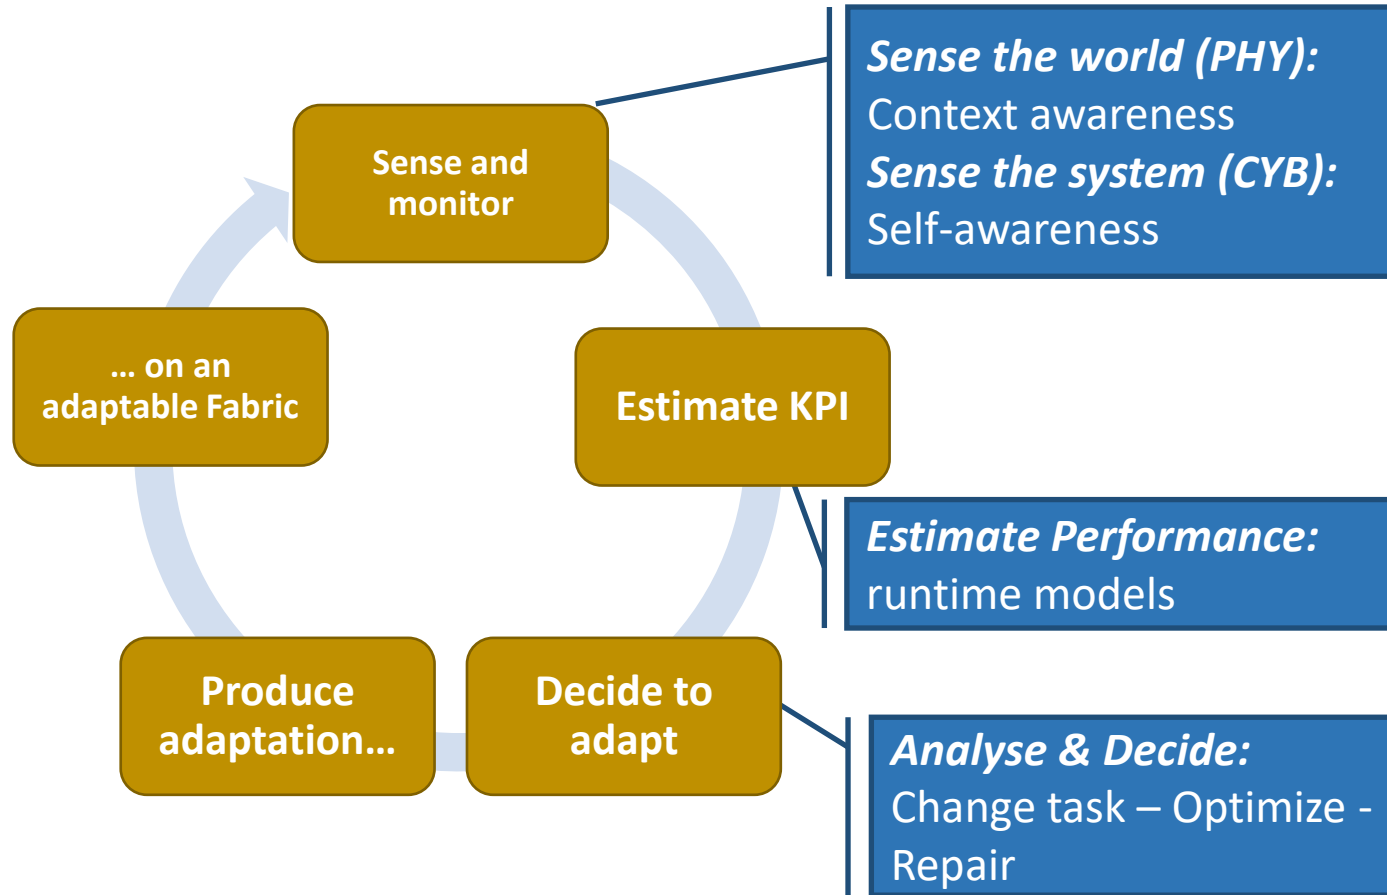 Sense and
monitor
Sense the world (PHY):
Context awareness
Sense the system (CYB):
Self-awareness
Estimate KPI
Estimate Performance:
runtime models
Decide to
adapt
Analyse & Decide:
Change task – Optimize -
Repair
Produce
adaptation…
… on an
adaptable Fabric